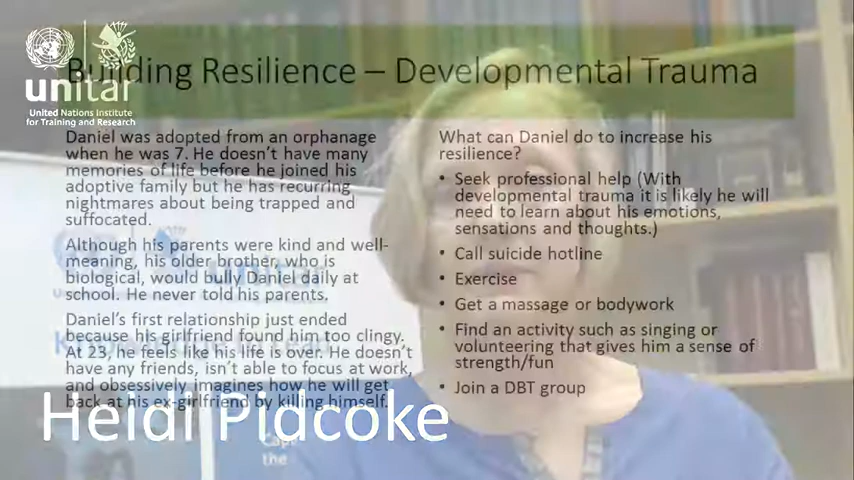 unitar
United Nations Institute
for Training and Research
Building Resilience – Developmental Trauma
Daniel was adopted from an orphanage
when he was 7. He doesn't have many
memories of life before he joined his
adoptive family but he has recurring
nightmares about being trapped and
suffocated.
Although his parents were kind and well-
meaning, his older brother, who is
biological, would bully Daniel daily at
school. He never told his parents.
Daniel's first relationship just ended
because his girlfriend found him too clingy.
At 23, he feels like his life is over. He doesn't
have any friends, isn't able to focus at work,
and obsessively imagines how he will get
back at his ex-girlfriend by killing himself.
What can Daniel do to increase his
resilience?
• Seek professional help (With
developmental trauma it is likely he will
need to learn about his emotions,
sensations and thoughts.)
• Call suicide hotline
• Exercise
• Get a massage or bodywork
• Find an activity such as singing or
volunteering that gives him a sense of
strength/fun
• Join a DBT group
Heidi Pidcoke
the